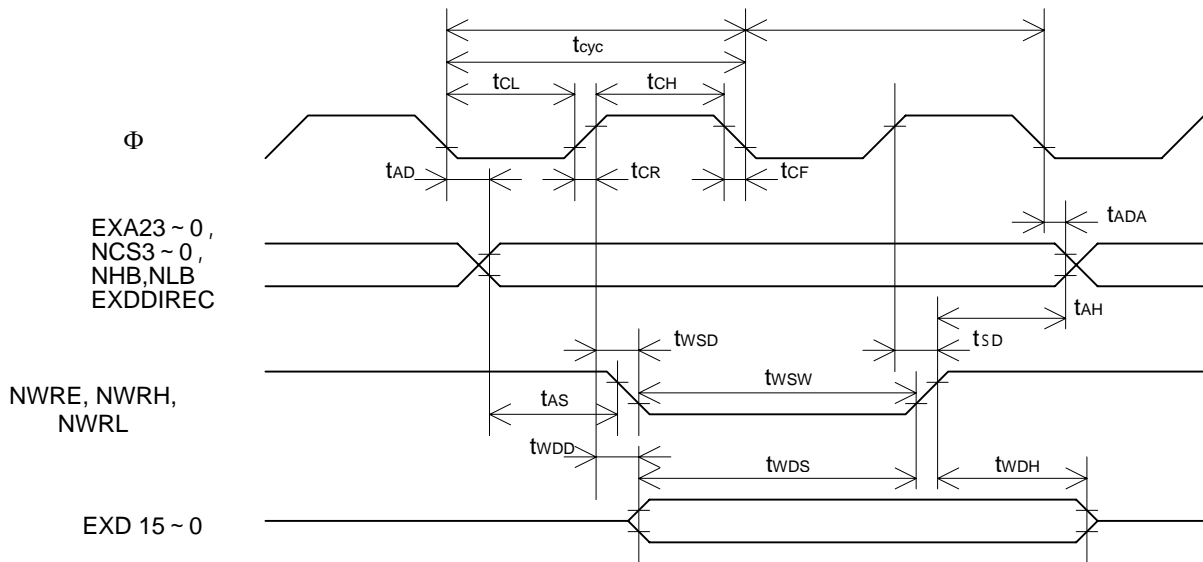 tcyc
tCL
tCH
Φ
tAD
tCR
tCF
EXA23 ~ 0 ,
NCS3 ~ 0 ,
NHB,NLB
EXDDIREC
tADA
tAH
tWSD
tSD
tWSW
NWRE, NWRH,
NWRL
tAS
tWDD
tWDS
tWDH
EXD 15 ~ 0